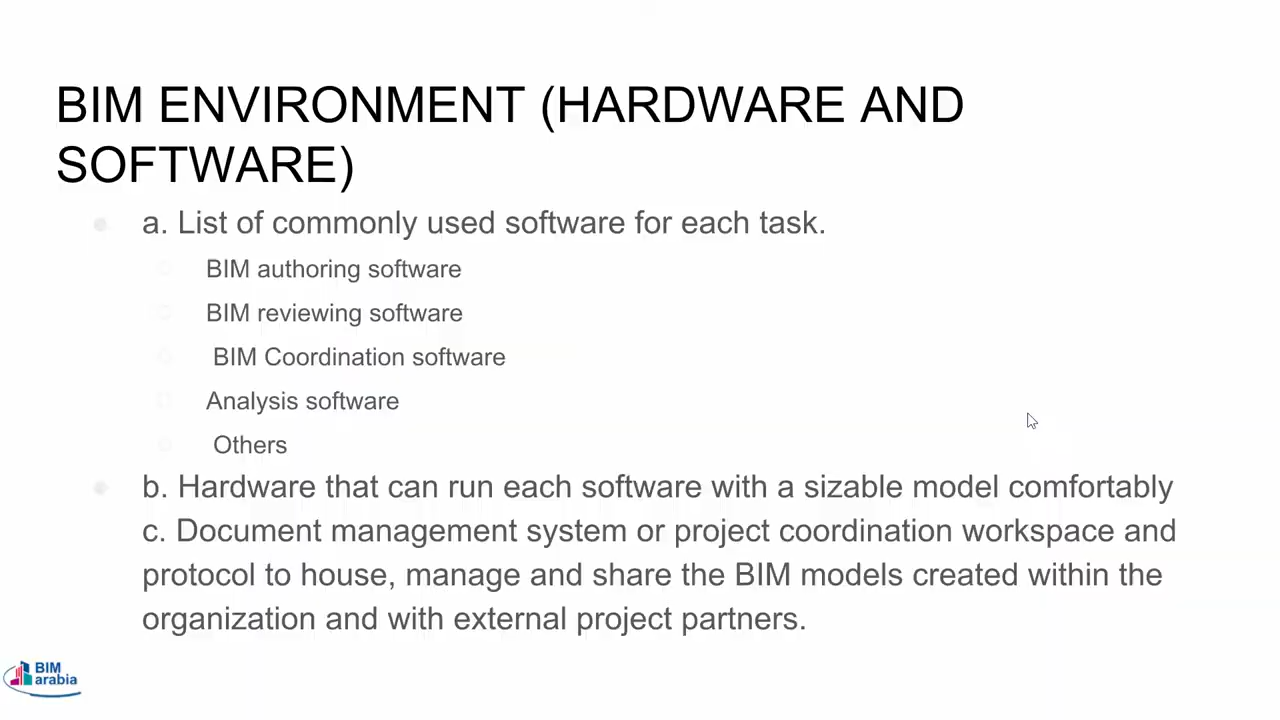 BIM ENVIRONMENT (HARDWARE AND
SOFTWARE)
a. List of commonly used software for each task.
BIM authoring software
BIM reviewing software
BIM Coordination software
Analysis software
Others
b. Hardware that can run each software with a sizable model comfortably
c. Document management system or project coordination workspace and
protocol to house, manage and share the BIM models created within the
organization and with external project partners.
BIM
arabia